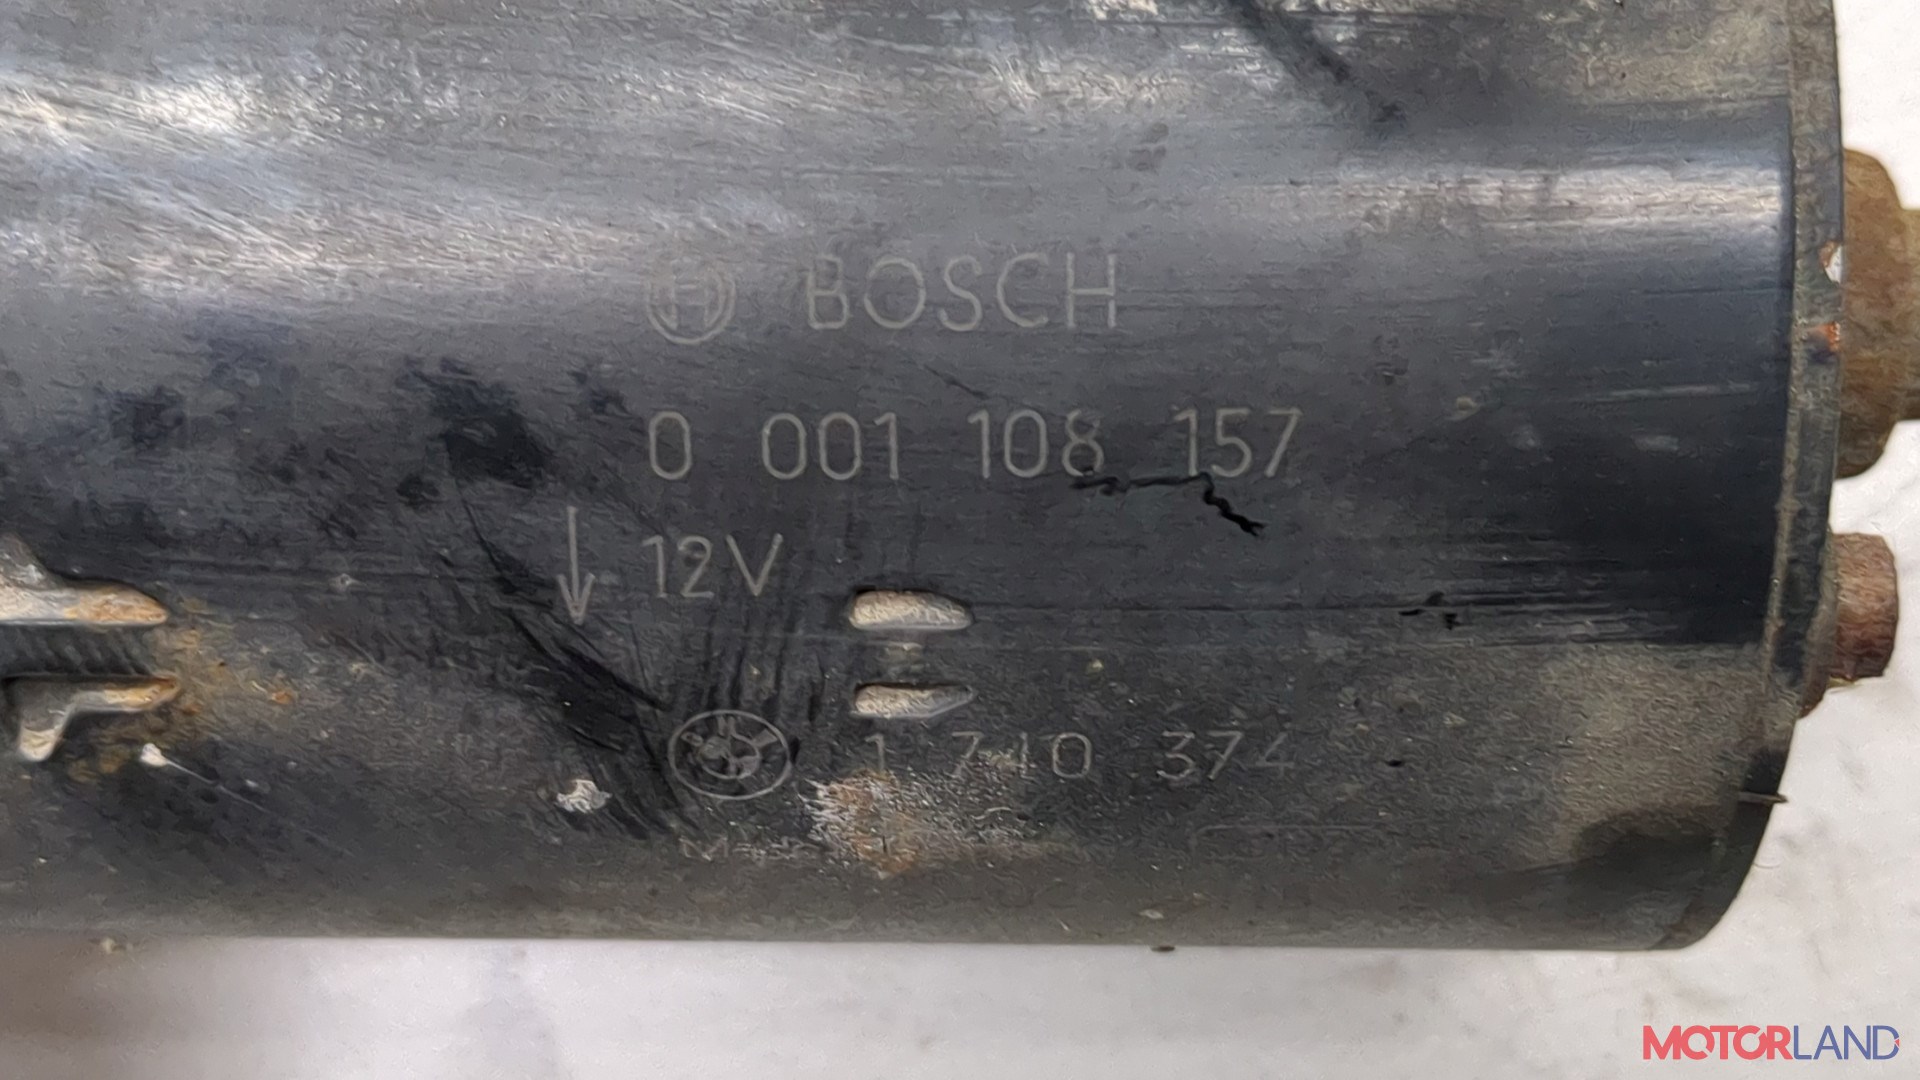 BOSCH
0 001 108 157
12V
1 740 374
MOTORLAND